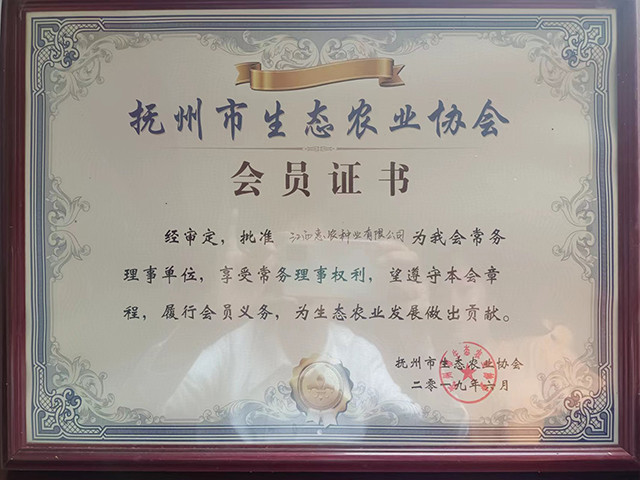 抚州市生态农业协会
会员证书
经审定，批准 江西惠农种业有限公司 为我会常务
理事单位，享受常务理事权利，望遵守本会章
程，履行会员义务，为生态农业发展做出贡献。
抚州市生态农业协会
二零一九年六月